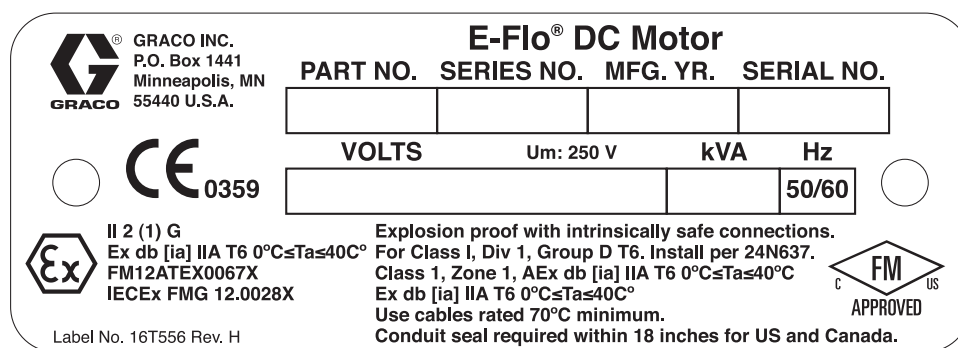 GRACO INC.
P.O. Box 1441
Minneapolis, MN
55440 U.S.A.
®
GRACO
E-Flo® DC Motor
PART NO. SERIES NO. MFG. YR. SERIAL NO.
VOLTS Um: 250 V kVA Hz
50/60
CE 0359
II 2 (1) G
Ex db [ia] IIA T6 0°C≤Ta≤40C°
FM12ATEX0067X
IECEx FMG 12.0028X
Ex
Label No. 16T556 Rev. H
Explosion proof with intrinsically safe connections.
For Class I, Div 1, Group D T6. Install per 24N637.
Class 1, Zone 1, AEx db [ia] IIA T6 0°C≤Ta≤40°C
Ex db [ia] IIA T6 0°C≤Ta≤40C°
Use cables rated 70°C minimum.
Conduit seal required within 18 inches for US and Canada.
FM
C US
APPROVED